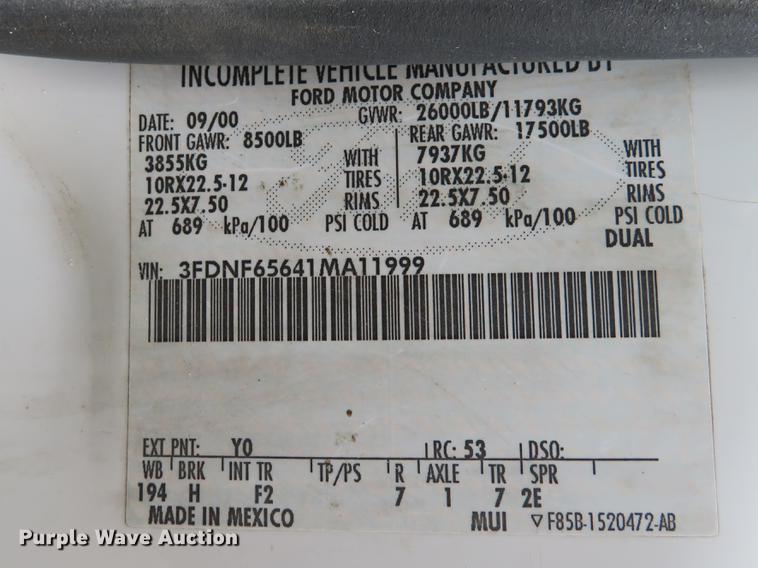 INCOMPLETE VEHICLE MANUFACTURED BY
FORD MOTOR COMPANY
DATE: 09/00 GVWR: 26000LB/11793KG
FRONT GAWR: 8500LB REAR GAWR: 17500LB
3855KG WITH 7937KG WITH
10RX22.5-12 TIRES 10RX22.5-12 TIRES
22.5X7.50 RIMS 22.5X7.50 RIMS
AT 689 kPa/100 PSI COLD AT 689 kPa/100 PSI COLD
DUAL
VIN: 3FDNF65641MA11999
EXT PNT: Y0 RC: 53 DSO:
WB BRK INT TR TP/PS R AXLE TR SPR
194 H F2 7 1 7 2E
MADE IN MEXICO MUI ▽F85B-1520472-AB
Purple Wave Auction